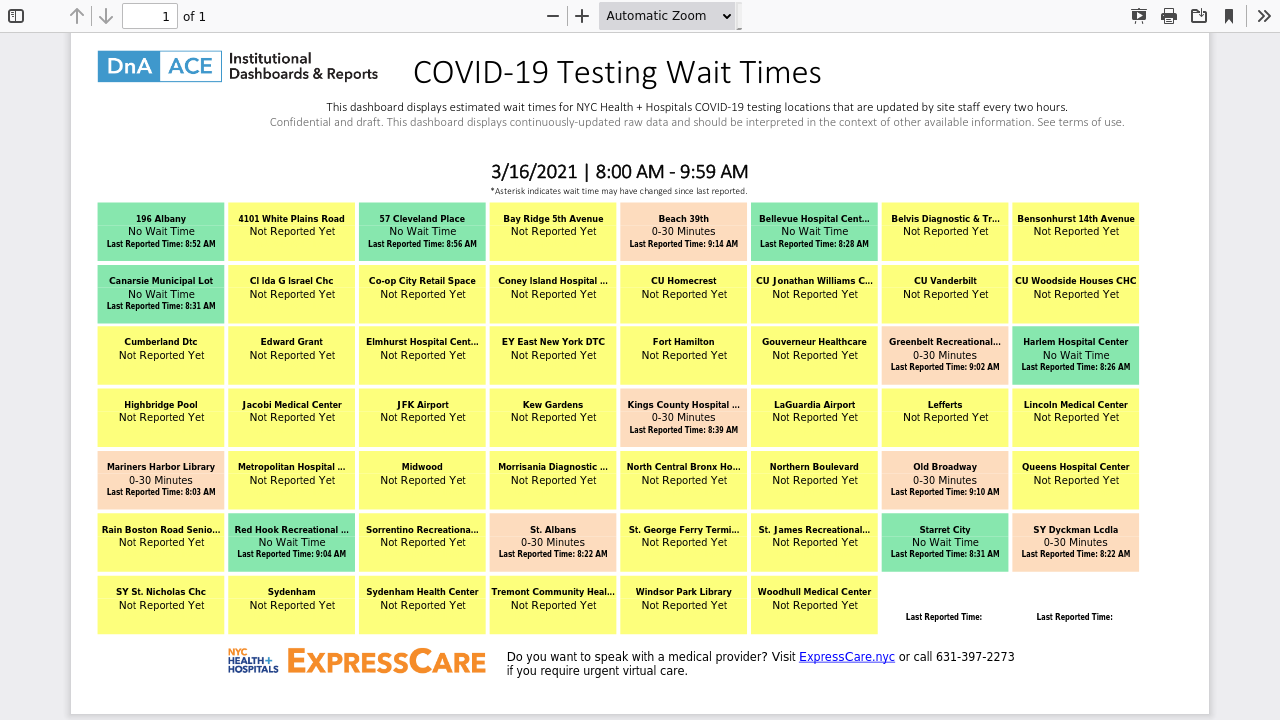 1 of 1 Automatic Zoom
DnA ACE Institutional
Dashboards & Reports
COVID-19 Testing Wait Times
This dashboard displays estimated wait times for NYC Health + Hospitals COVID-19 testing locations that are updated by site staff every two hours.
Confidential and draft. This dashboard displays continuously-updated raw data and should be interpreted in the context of other available information. See terms of use.
3/16/2021 | 8:00 AM - 9:59 AM
*Asterisk indicates wait time may have changed since last reported.
196 Albany
No Wait Time
Last Reported Time: 8:52 AM
4101 White Plains Road
Not Reported Yet
57 Cleveland Place
No Wait Time
Last Reported Time: 8:56 AM
Bay Ridge 5th Avenue
Not Reported Yet
Beach 39th
0-30 Minutes
Last Reported Time: 9:14 AM
Bellevue Hospital Cent...
No Wait Time
Last Reported Time: 8:28 AM
Belvis Diagnostic & Tr...
Not Reported Yet
Bensonhurst 14th Avenue
Not Reported Yet
Canarsie Municipal Lot
No Wait Time
Last Reported Time: 8:31 AM
CI Ida G Israel Chc
Not Reported Yet
Co-op City Retail Space
Not Reported Yet
Coney Island Hospital ...
Not Reported Yet
CU Homecrest
Not Reported Yet
CU Jonathan Williams C...
Not Reported Yet
CU Vanderbilt
Not Reported Yet
CU Woodside Houses CHC
Not Reported Yet
Cumberland Dtc
Not Reported Yet
Edward Grant
Not Reported Yet
Elmhurst Hospital Cent...
Not Reported Yet
EY East New York DTC
Not Reported Yet
Fort Hamilton
Not Reported Yet
Gouverneur Healthcare
Not Reported Yet
Greenbelt Recreational...
0-30 Minutes
Last Reported Time: 9:02 AM
Harlem Hospital Center
No Wait Time
Last Reported Time: 8:26 AM
Highbridge Pool
Not Reported Yet
Jacobi Medical Center
Not Reported Yet
JFK Airport
Not Reported Yet
Kew Gardens
Not Reported Yet
Kings County Hospital ...
0-30 Minutes
Last Reported Time: 8:39 AM
LaGuardia Airport
Not Reported Yet
Lefferts
Not Reported Yet
Lincoln Medical Center
Not Reported Yet
Mariners Harbor Library
0-30 Minutes
Last Reported Time: 8:03 AM
Metropolitan Hospital ...
Not Reported Yet
Midwood
Not Reported Yet
Morrisania Diagnostic ...
Not Reported Yet
North Central Bronx Ho...
Not Reported Yet
Northern Boulevard
Not Reported Yet
Old Broadway
0-30 Minutes
Last Reported Time: 9:10 AM
Queens Hospital Center
Not Reported Yet
Rain Boston Road Senio...
Not Reported Yet
Red Hook Recreational ...
No Wait Time
Last Reported Time: 9:04 AM
Sorrentino Recreationa...
Not Reported Yet
St. Albans
0-30 Minutes
Last Reported Time: 8:22 AM
St. George Ferry Termi...
Not Reported Yet
St. James Recreational...
Not Reported Yet
Starret City
No Wait Time
Last Reported Time: 8:31 AM
SY Dyckman Lcdla
0-30 Minutes
Last Reported Time: 8:22 AM
SY St. Nicholas Chc
Not Reported Yet
Sydenham
Not Reported Yet
Sydenham Health Center
Not Reported Yet
Tremont Community Heal...
Not Reported Yet
Windsor Park Library
Not Reported Yet
Woodhull Medical Center
Not Reported Yet
Last Reported Time:
Last Reported Time:
NYC
HEALTH+
HOSPITALS
EXPRESSCARE
Do you want to speak with a medical provider? Visit ExpressCare.nyc or call 631-397-2273
if you require urgent virtual care.